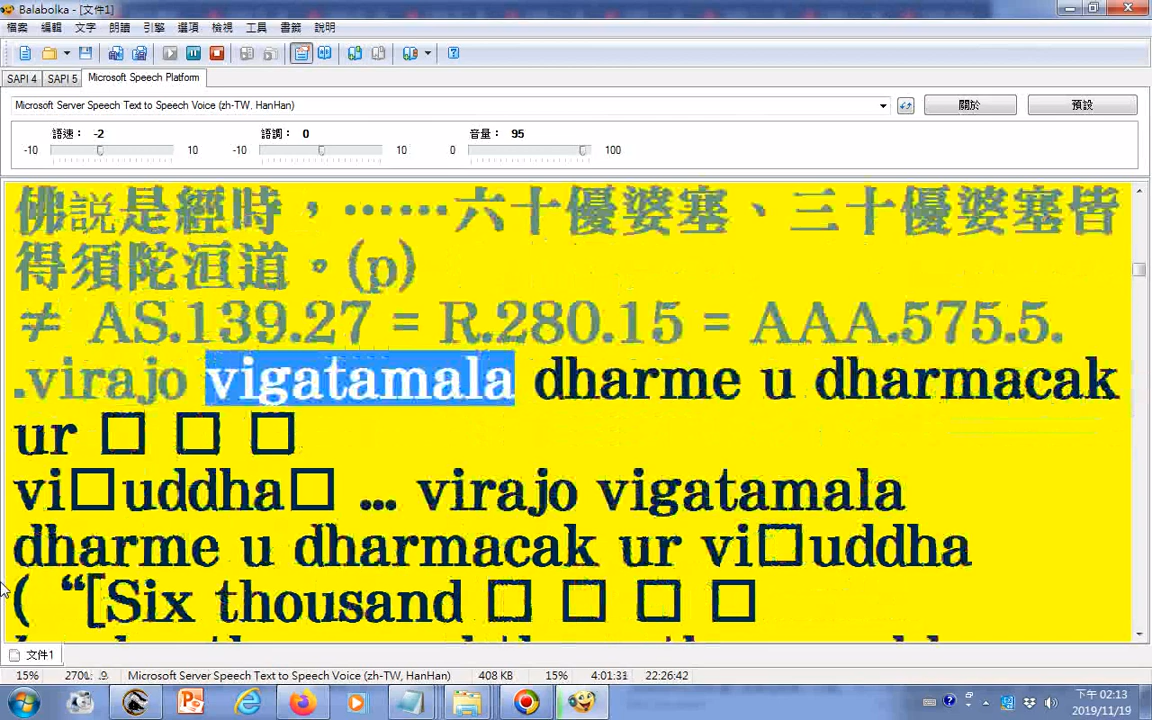 Balabolka - [文件1]
檔案 編輯 文字 朗讀 引擎 選項 檢視 工具 書籤 說明
SAPI 4 SAPI 5 Microsoft Speech Platform
Microsoft Server Speech Text to Speech Voice (zh-TW, HanHan) 關於 預設
語速： -2 語調： 0 音量： 95
-10 10 -10 10 0 100
佛説是經時，⋯⋯六十優婆塞、三十優婆塞皆
得須陀洹道。(p)
≠ AS.139.27 = R.280.15 = AAA.575.5.
.virajo vigatamala dharme u dharmacak
ur □ □ □
vi□uddha□ ... virajo vigatamala
dharme u dharmacak ur vi□uddha
( “[Six thousand □ □ □ □
文件1
15% Microsoft Server Speech Text to Speech Voice (zh-TW, HanHan) 408 KB 15% 4:01:31 22:26:42
下午 02:13
2019/11/19